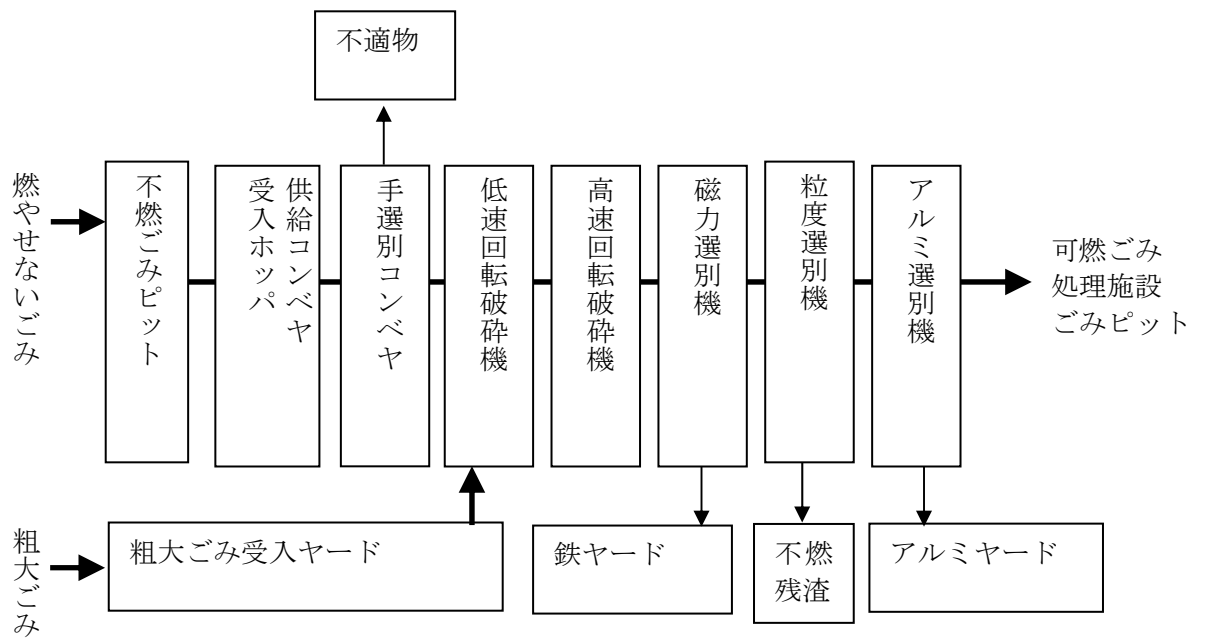 不適物
燃やせないごみ
不燃ごみピット
供給コンベヤ
受入ホッパ
手選別コンベヤ
低速回転破砕機
高速回転破砕機
磁力選別機
粒度選別機
アルミ選別機
可燃ごみ
処理施設
ごみピット
粗大ごみ
粗大ごみ受入ヤード
鉄ヤード
不燃
残渣
アルミヤード